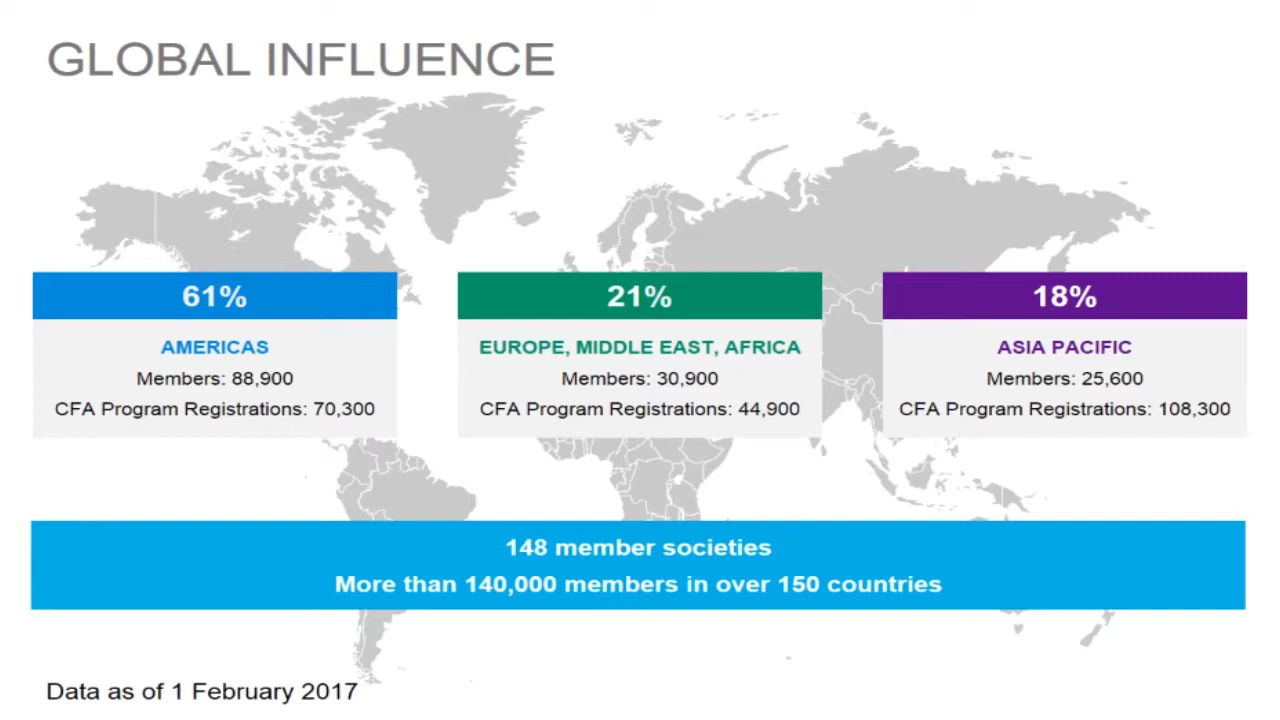 GLOBAL INFLUENCE
61%
AMERICAS
Members: 88,900
CFA Program Registrations: 70,300
21%
EUROPE, MIDDLE EAST, AFRICA
Members: 30,900
CFA Program Registrations: 44,900
18%
ASIA PACIFIC
Members: 25,600
CFA Program Registrations: 108,300
148 member societies
More than 140,000 members in over 150 countries
Data as of 1 February 2017